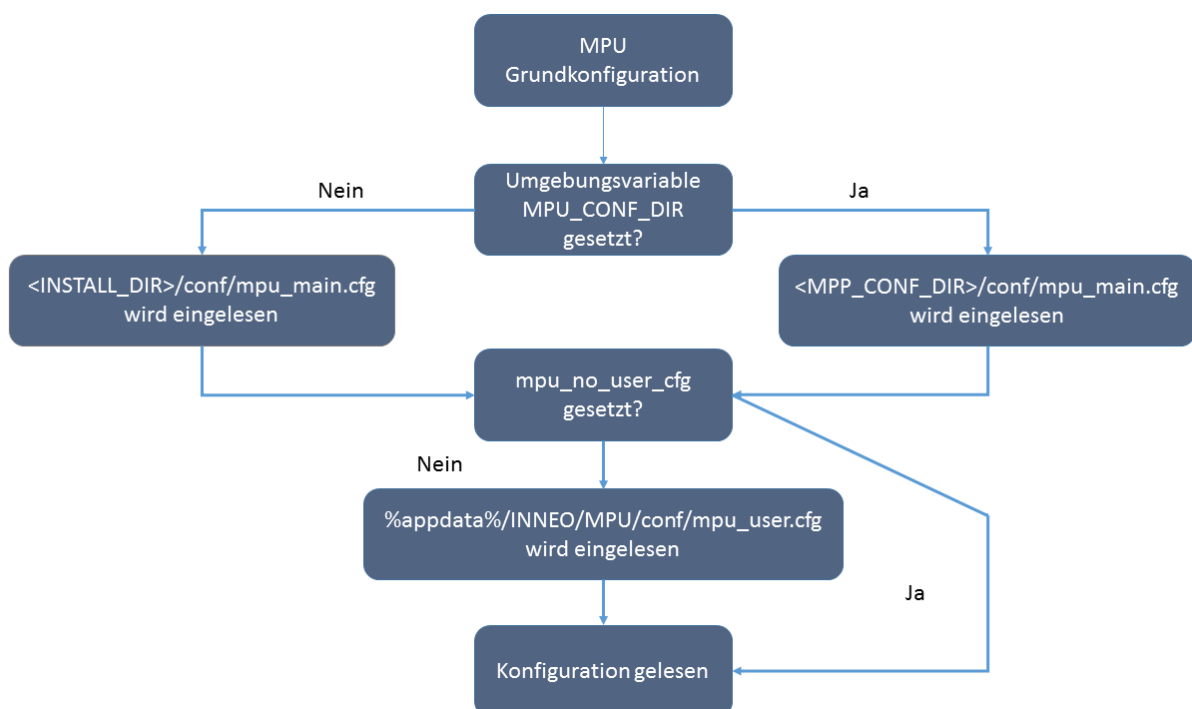 MPU
Grundkonfiguration
Umgebungsvariable
MPU_CONF_DIR
gesetzt?
Nein
Ja
<INSTALL_DIR>/conf/mpu_main.cfg
wird eingelesen
<MPP_CONF_DIR>/conf/mpu_main.cfg
wird eingelesen
mpu_no_user_cfg
gesetzt?
Nein
%appdata%/INNEO/MPU/conf/mpu_user.cfg
wird eingelesen
Ja
Konfiguration gelesen